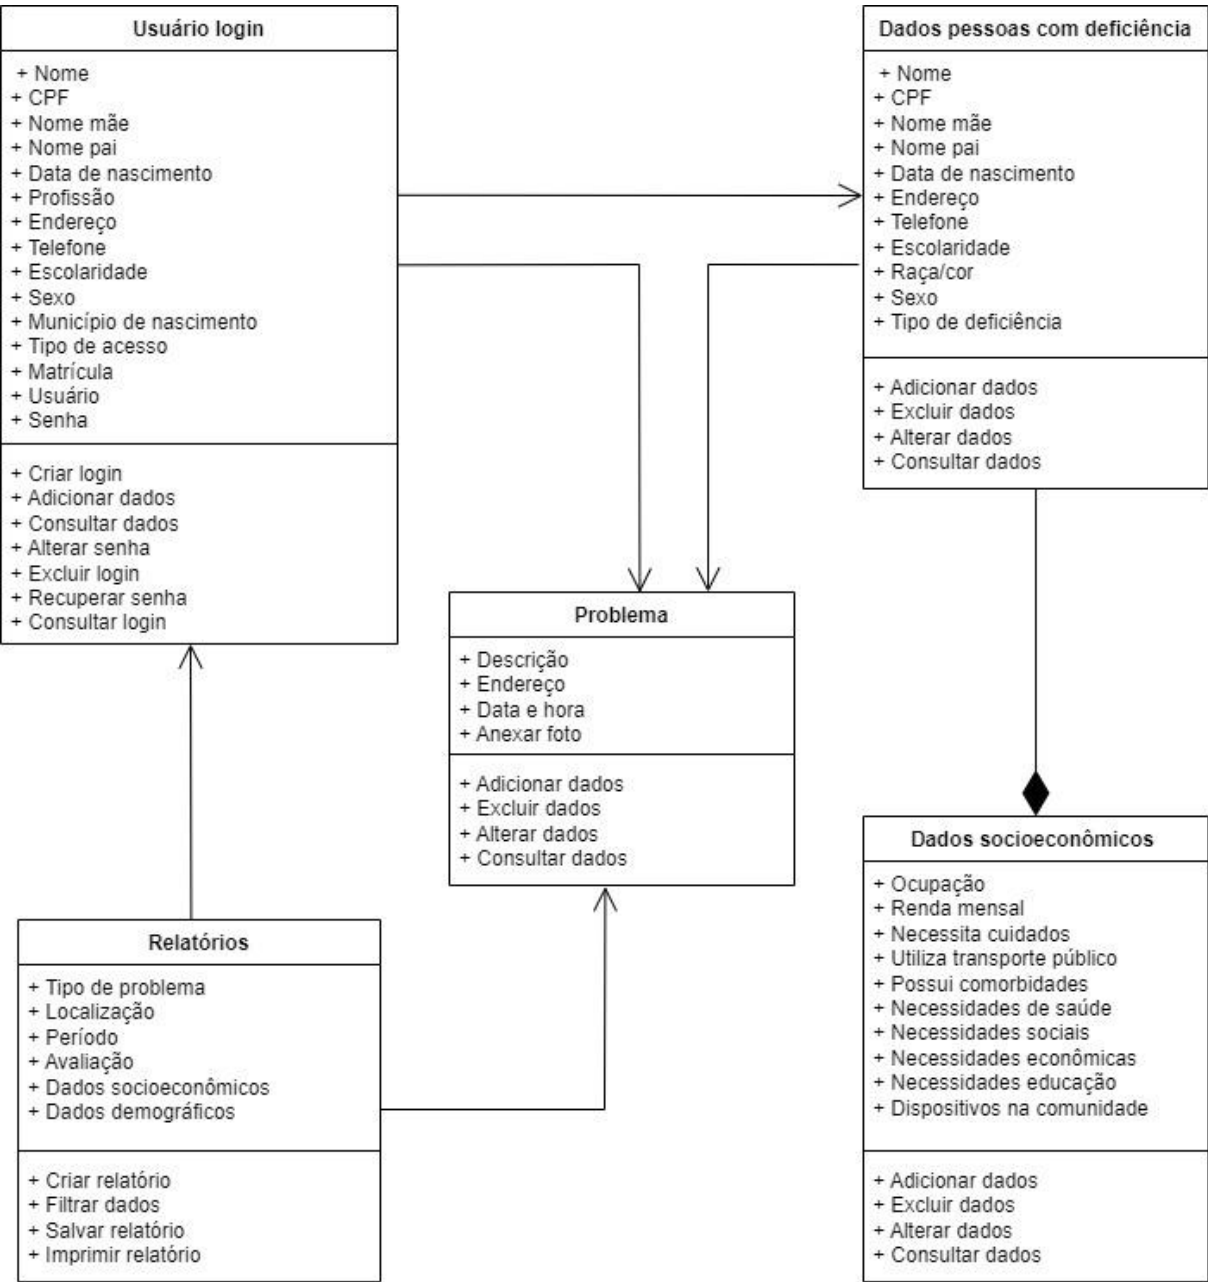 Usuário login
+ Nome
+ CPF
+ Nome mãe
+ Nome pai
+ Data de nascimento
+ Profissão
+ Endereço
+ Telefone
+ Escolaridade
+ Sexo
+ Município de nascimento
+ Tipo de acesso
+ Matrícula
+ Usuário
+ Senha
+ Criar login
+ Adicionar dados
+ Consultar dados
+ Alterar senha
+ Excluir login
+ Recuperar senha
+ Consultar login
Dados pessoas com deficiência
+ Nome
+ CPF
+ Nome mãe
+ Nome pai
+ Data de nascimento
+ Endereço
+ Telefone
+ Escolaridade
+ Raça/cor
+ Sexo
+ Tipo de deficiência
+ Adicionar dados
+ Excluir dados
+ Alterar dados
+ Consultar dados
Problema
+ Descrição
+ Endereço
+ Data e hora
+ Anexar foto
+ Adicionar dados
+ Excluir dados
+ Alterar dados
+ Consultar dados
Relatórios
+ Tipo de problema
+ Localização
+ Período
+ Avaliação
+ Dados socioeconômicos
+ Dados demográficos
+ Criar relatório
+ Filtrar dados
+ Salvar relatório
+ Imprimir relatório
Dados socioeconômicos
+ Ocupação
+ Renda mensal
+ Necessita cuidados
+ Utiliza transporte público
+ Possui comorbidades
+ Necessidades de saúde
+ Necessidades sociais
+ Necessidades econômicas
+ Necessidades educação
+ Dispositivos na comunidade
+ Adicionar dados
+ Excluir dados
+ Alterar dados
+ Consultar dados